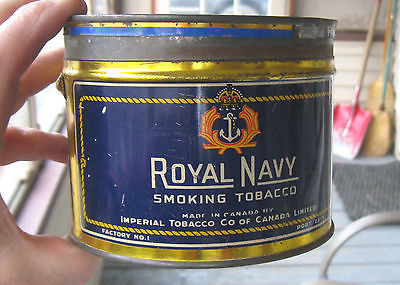 ROYAL NAVY
SMOKING TOBACCO
MADE IN CANADA BY
IMPERIAL TOBACCO CO OF CANADA LIMITED
FACTORY NO. 1